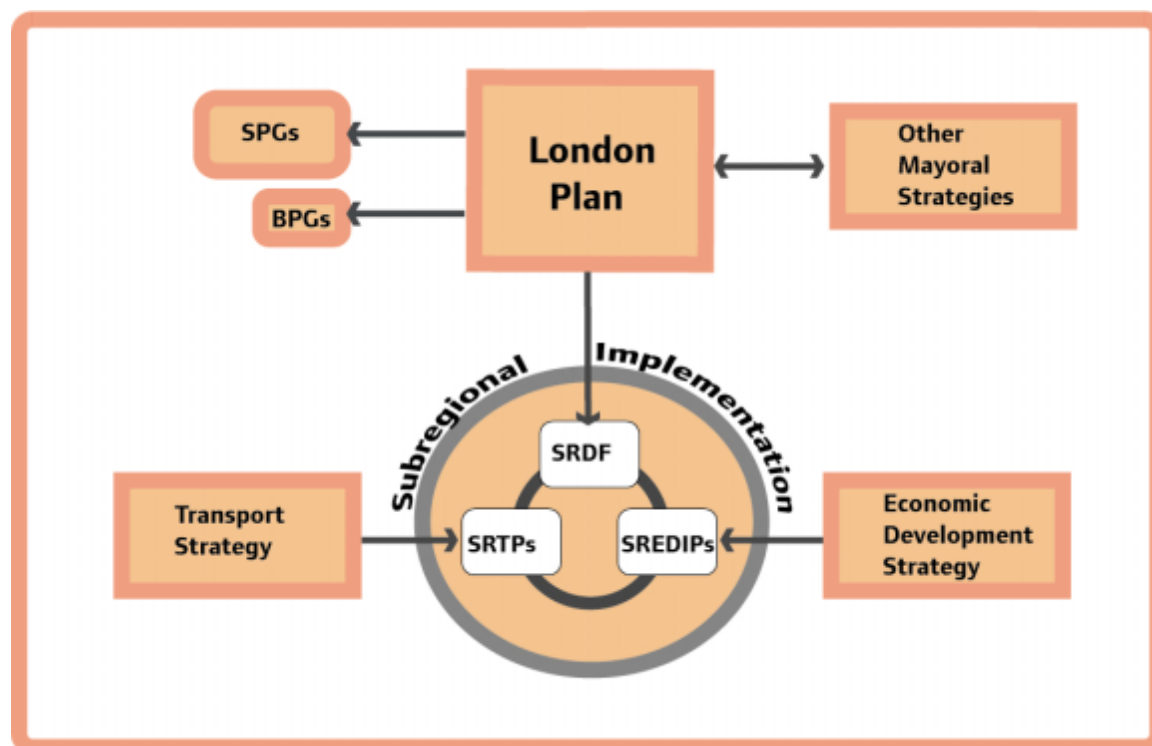 SPGs
BPGs
London
Plan
Other
Mayoral
Strategies
Subregional Implementation
SRDF
SRTPs
SREDIPs
Transport
Strategy
Economic
Development
Strategy